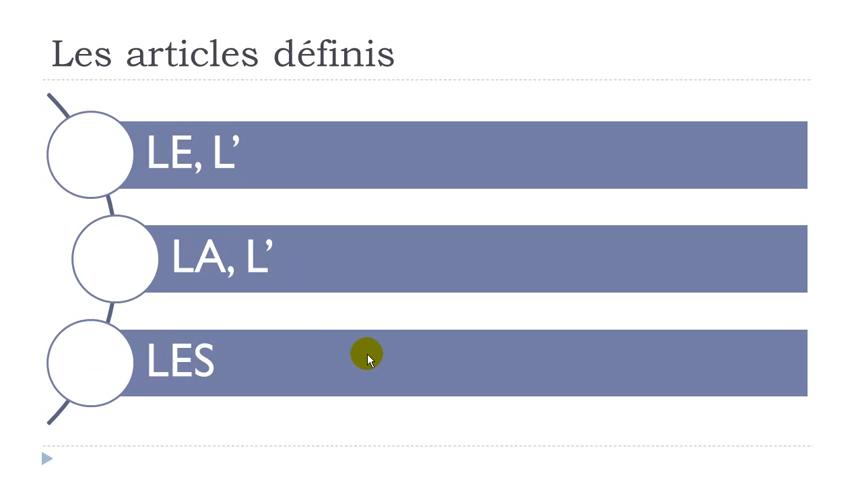 Les articles définis
LE, L’
LA, L’
LES